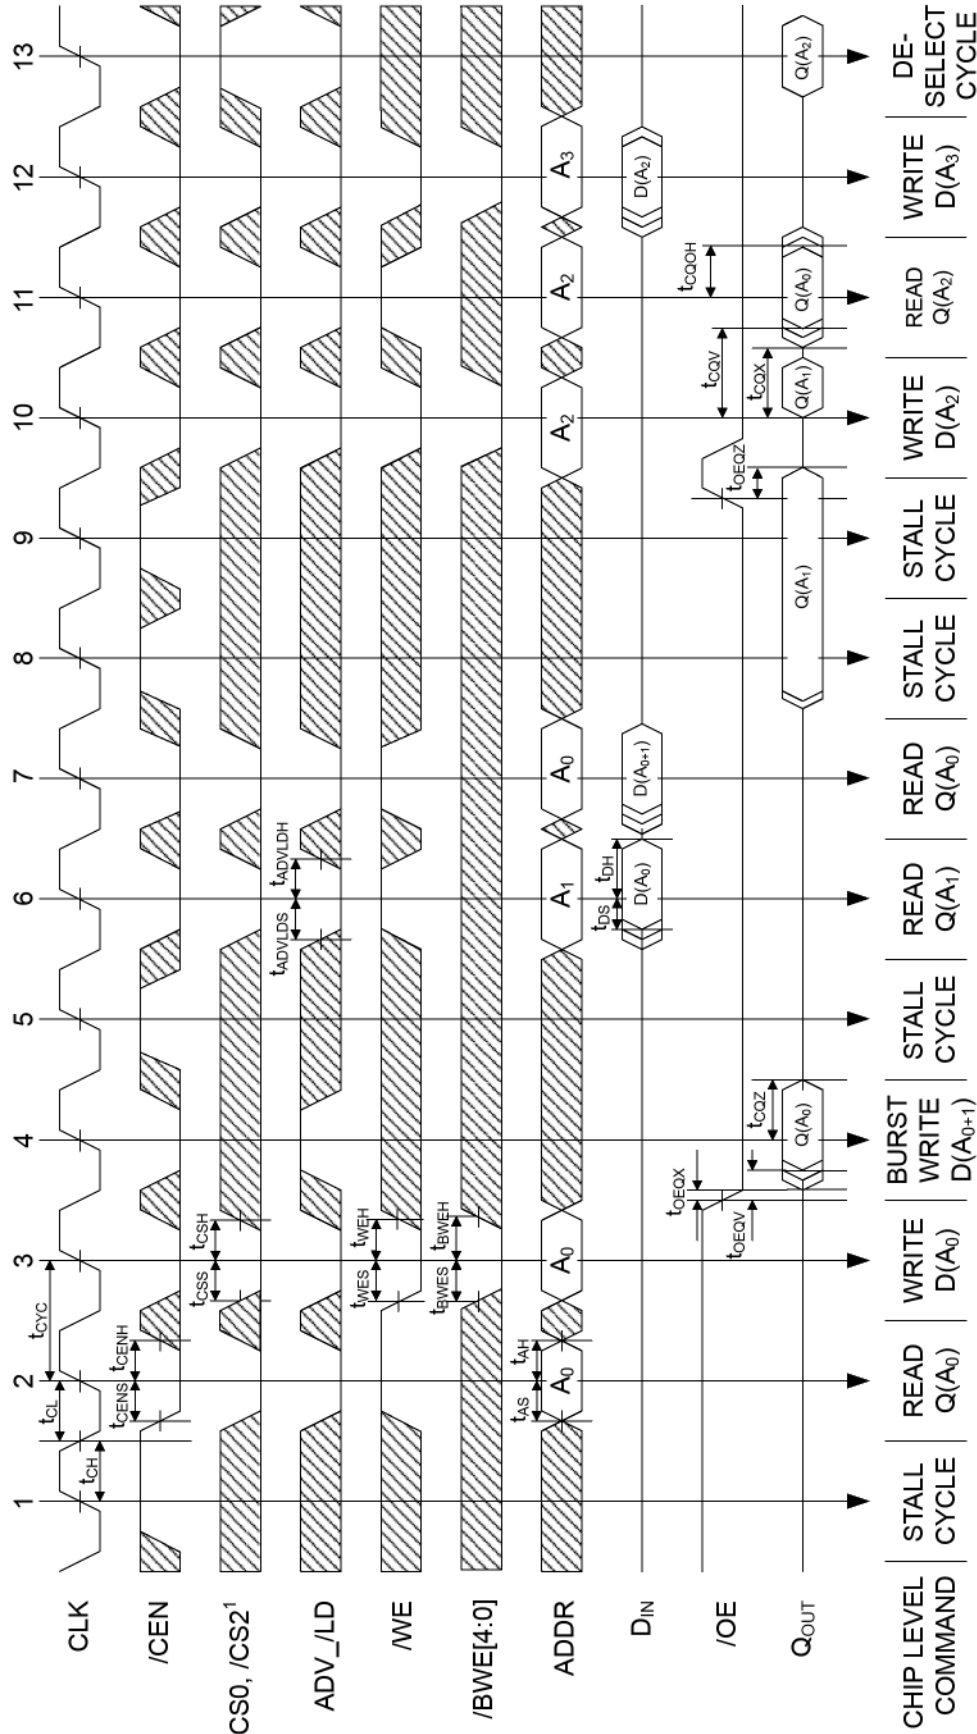 1 2 3 4 5 6 7 8 9 10 11 12 13
CLK
tCH tCL tCYC
/CEN
tCENS tCENH
CS0, /CS2¹
tCSS tCSH
ADV_/LD
tADVLDS tADVLDH
/WE
tWES tWEH
/BWE[4:0]
tBWES tBWEH
ADDR
tAS tAH
A0 A0 A1 A0 A2 A2 A3
DIN
tDS tDH
D(A0) D(A0+1) D(A2)
/OE
tOEQV tOEQX tOEQZ
tCQZ tCQV tCQX tCQOH
QOUT
Q(A0) Q(A1) Q(A1) Q(A0) Q(A2)
CHIP LEVEL
COMMAND
STALL
CYCLE
READ
Q(A0)
WRITE
D(A0)
BURST
WRITE
D(A0+1)
STALL
CYCLE
READ
Q(A1)
READ
Q(A0)
STALL
CYCLE
STALL
CYCLE
WRITE
D(A2)
READ
Q(A2)
WRITE
D(A3)
DE-
SELECT
CYCLE